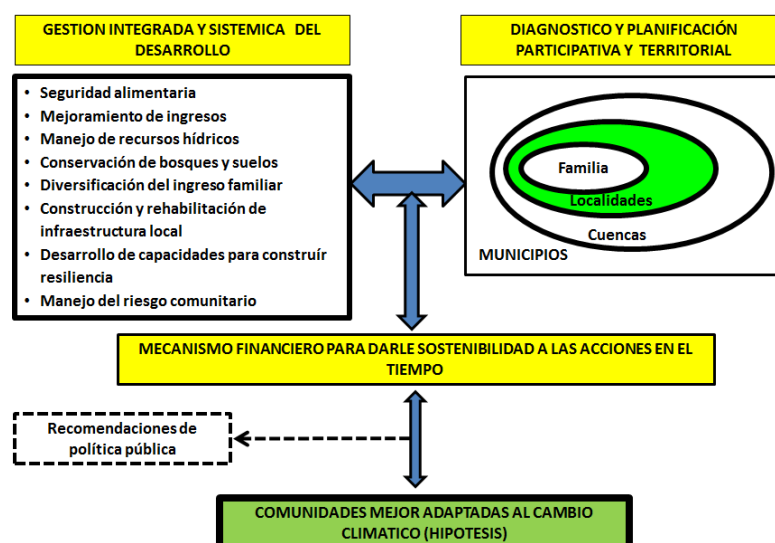 GESTION INTEGRADA Y SISTEMICA DEL
DESARROLLO
• Seguridad alimentaria
• Mejoramiento de ingresos
• Manejo de recursos hídricos
• Conservación de bosques y suelos
• Diversificación del ingreso familiar
• Construcción y rehabilitación de
infraestructura local
• Desarrollo de capacidades para construír
resiliencia
• Manejo del riesgo comunitario
DIAGNOSTICO Y PLANIFICACIÓN
PARTICIPATIVA Y TERRITORIAL
Familia
Localidades
Cuencas
MUNICIPIOS
MECANISMO FINANCIERO PARA DARLE SOSTENIBILIDAD A LAS ACCIONES EN EL
TIEMPO
Recomendaciones de
política pública
COMUNIDADES MEJOR ADAPTADAS AL CAMBIO
CLIMATICO (HIPOTESIS)